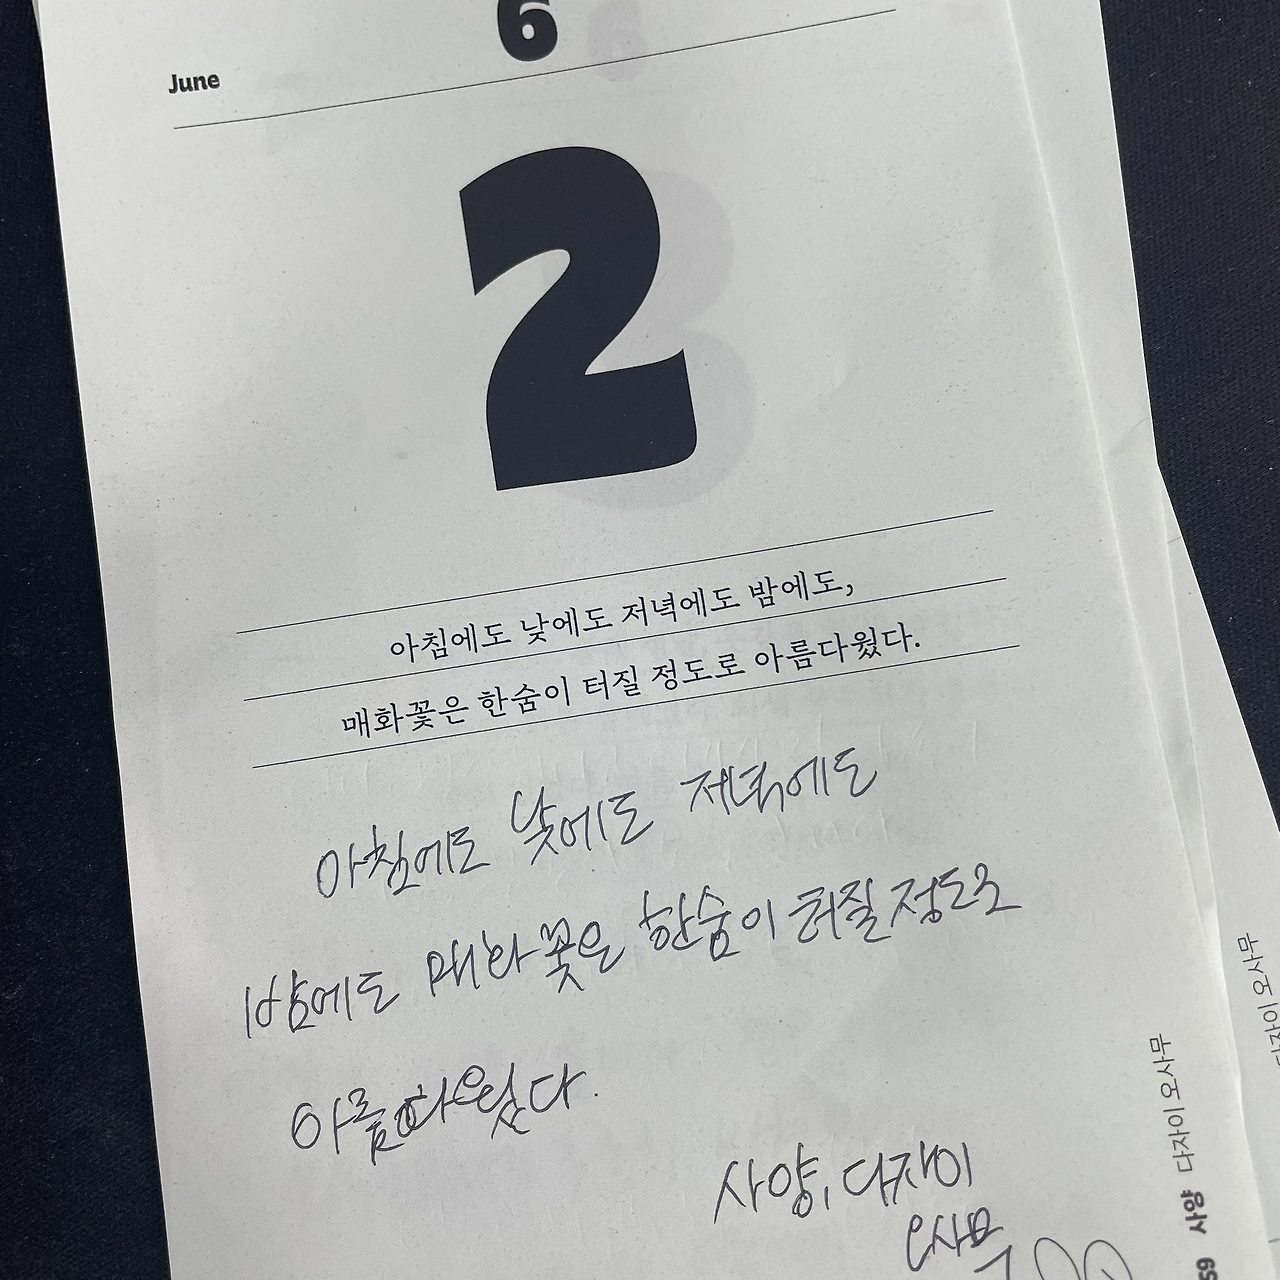 6
June
2
아침에도 낮에도 저녁에도 밤에도,
매화꽃은 한숨이 터질 정도로 아름다웠다.
아침에도 낮에도 저녁에도
밤에도 매화꽃은 한숨이 터질 정도로
아름다웠다.
사양, 다자이
오사무
59 사양 다자이 오사무
다자이 오사무